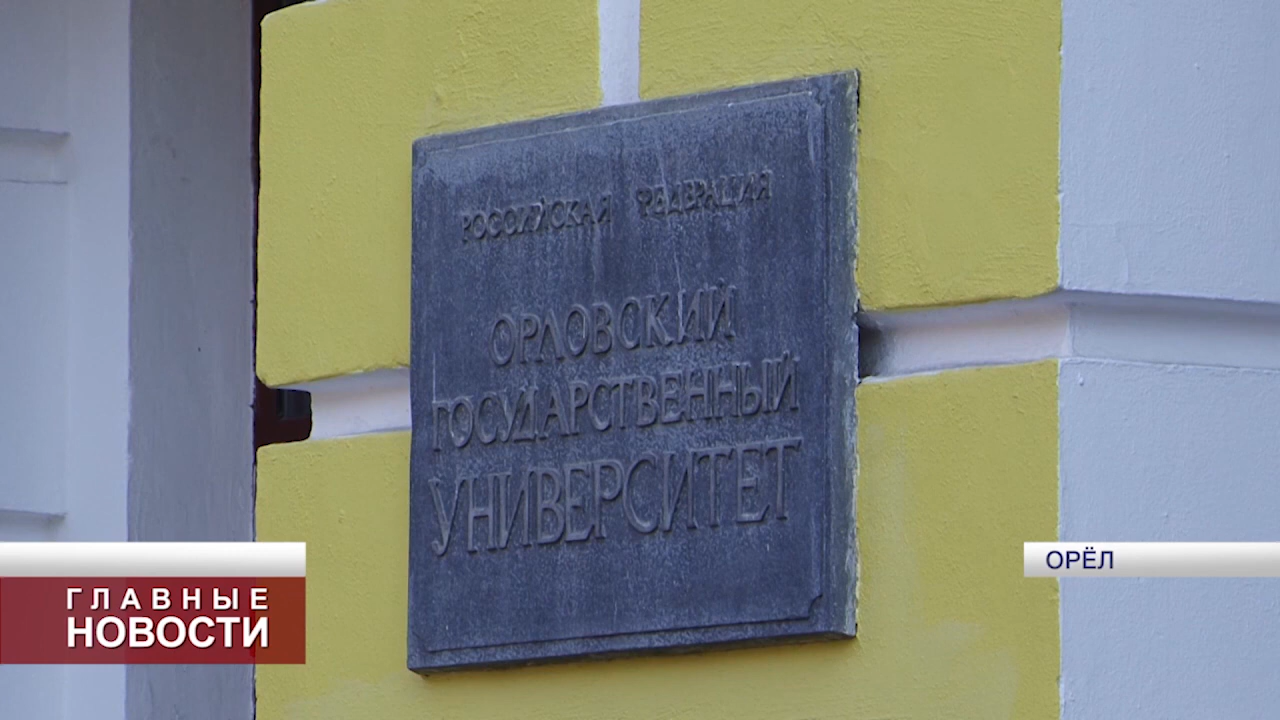 РОССИЙСКАЯ ФЕДЕРАЦИЯ
ОРЛОВСКИЙ
ГОСУДАРСТВЕННЫЙ
УНИВЕРСИТЕТ
ОРЁЛ
ГЛАВНЫЕ
НОВОСТИ